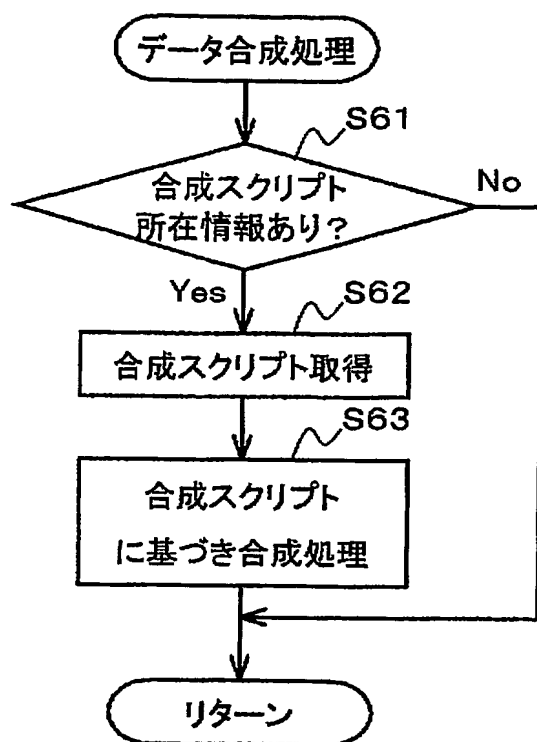 データ合成処理
S61
合成スクリプト
所在情報あり?
No
Yes
S62
合成スクリプト取得
S63
合成スクリプト
に基づき合成処理
リターン